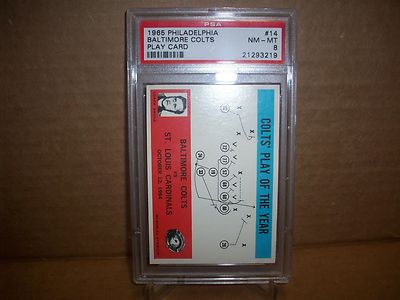 PSA
1965 PHILADELPHIA
BALTIMORE COLTS
PLAY CARD
#14
NM-MT
8
21293219
COLTS' PLAY OF THE YEAR
BALTIMORE COLTS
vs
ST. LOUIS CARDINALS
OCTOBER 12, 1964